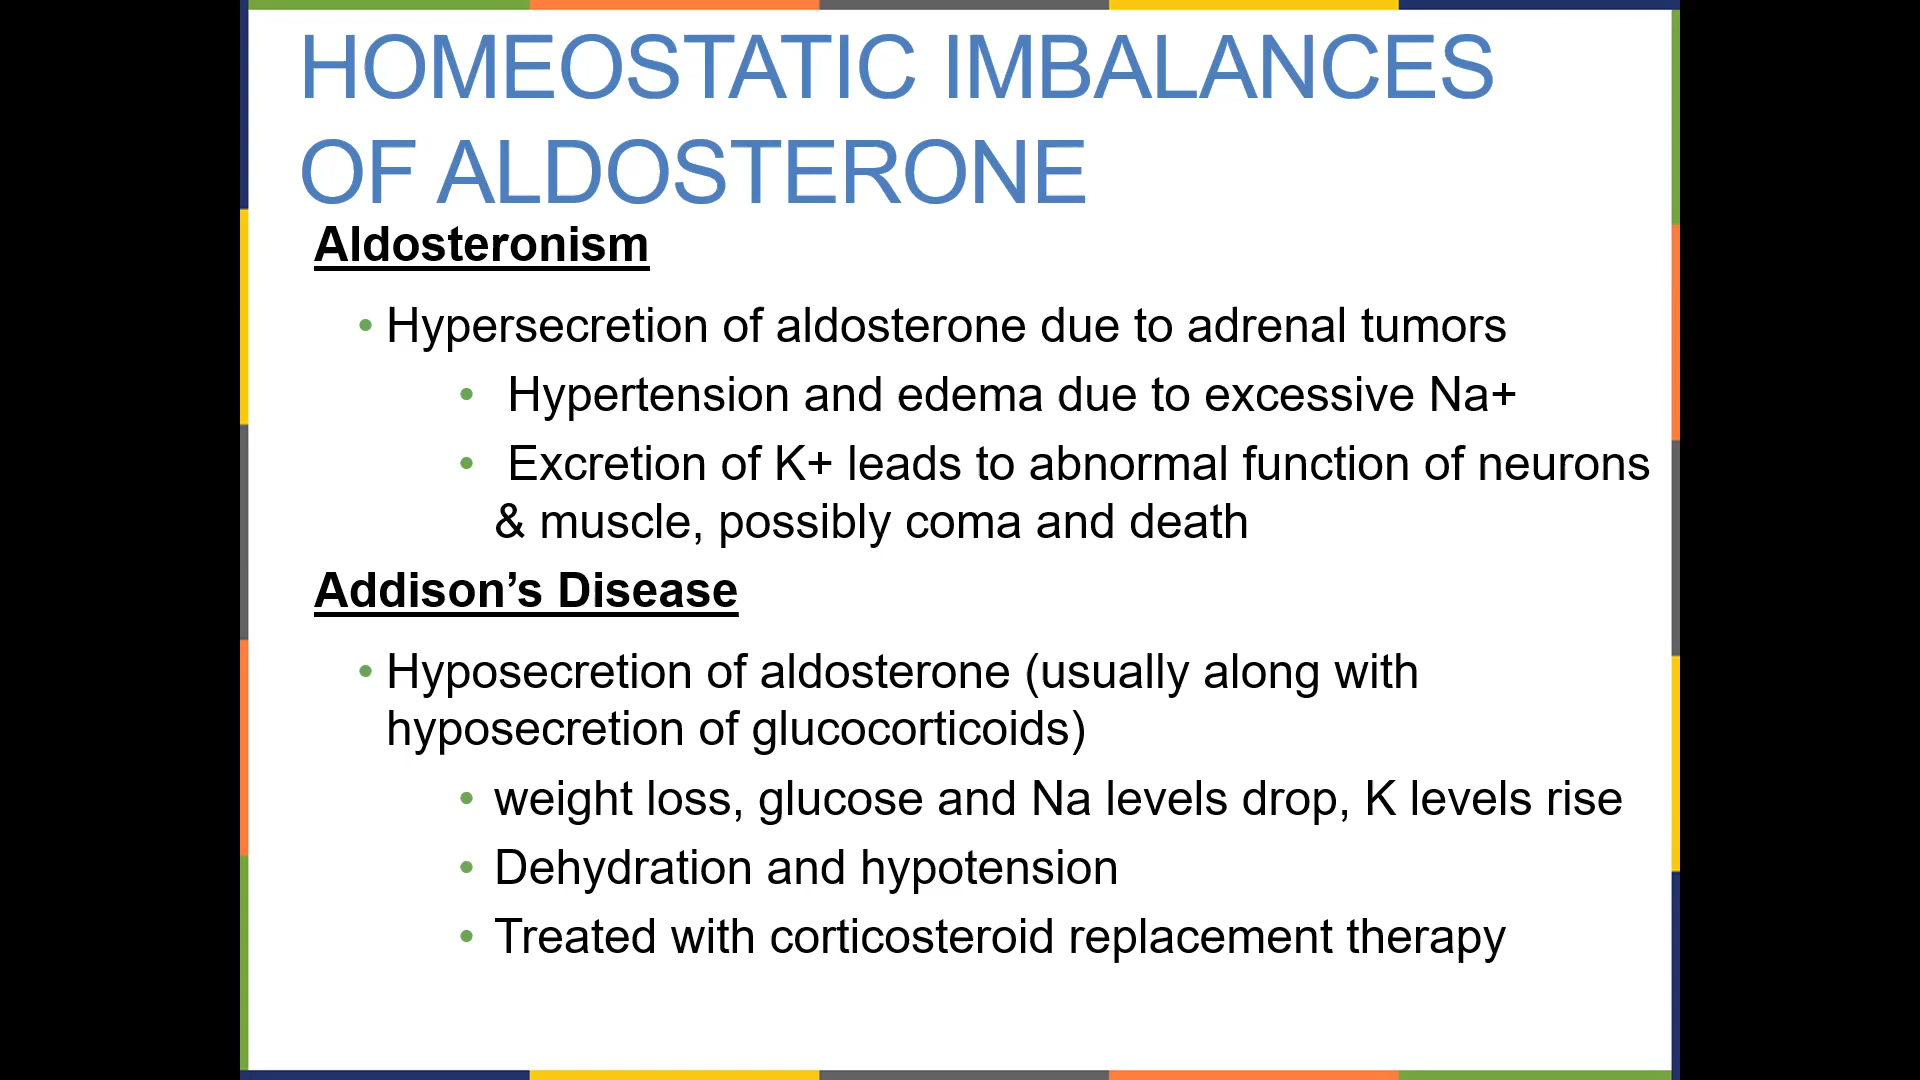 HOMEOSTATIC IMBALANCES
OF ALDOSTERONE
Aldosteronism
• Hypersecretion of aldosterone due to adrenal tumors
• Hypertension and edema due to excessive Na+
• Excretion of K+ leads to abnormal function of neurons
& muscle, possibly coma and death
Addison’s Disease
• Hyposecretion of aldosterone (usually along with
hyposecretion of glucocorticoids)
• weight loss, glucose and Na levels drop, K levels rise
• Dehydration and hypotension
• Treated with corticosteroid replacement therapy